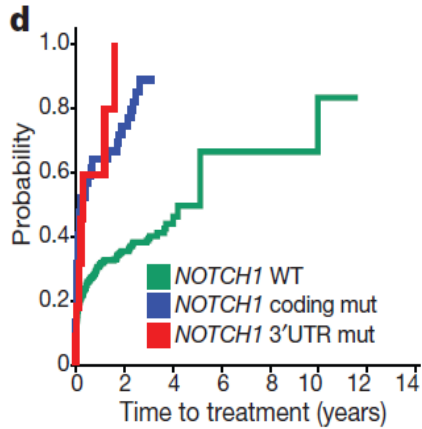 d
Probability
1.0
0.8
0.6
0.4
0.2
0
NOTCH1 WT
NOTCH1 coding mut
NOTCH1 3′UTR mut
0 2 4 6 8 10 12 14
Time to treatment (years)